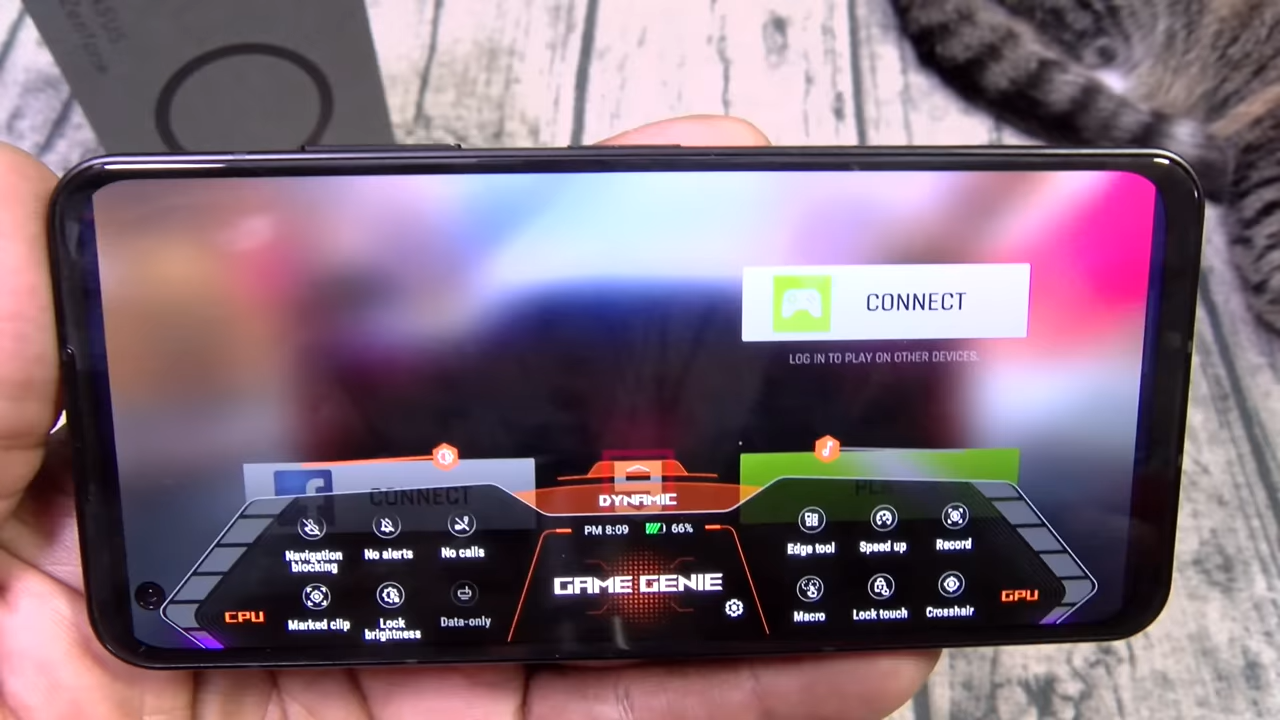 ASUS
Zenfone
CONNECT
LOG IN TO PLAY ON OTHER DEVICES.
CONNECT
DYNAMIC
PM 8:09 66%
GAME GENIE
Navigation
blocking
No alerts
No calls
Marked clip
Lock
brightness
Data-only
CPU
Edge tool
Speed up
Record
Macro
Lock touch
Crosshair
GPU